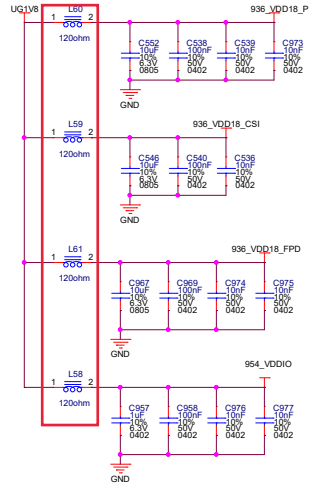 UG1V8
L60
936_VDD18_P
1 2
120ohm
C552 C538 C539 C973
10uF 100nF 10nF 10nF
10% 10% 10% 10%
6.3V 50V 50V 50V
0805 0402 0402 0402
GND
L59
936_VDD18_CSI
1 2
120ohm
C546 C540 C536
10uF 100nF 10nF
10% 10% 10%
6.3V 50V 50V
0805 0402 0402
GND
L61
936_VDD18_FPD
1 2
120ohm
C967 C969 C974 C975
10uF 100nF 10nF 10nF
10% 10% 10% 10%
6.3V 50V 50V 50V
0805 0402 0402 0402
GND
L58
954_VDDIO
1 2
120ohm
C957 C958 C976 C977
1uF 100nF 10nF 10nF
10% 10% 10% 10%
6.3V 50V 50V 50V
0402 0402 0402 0402
GND